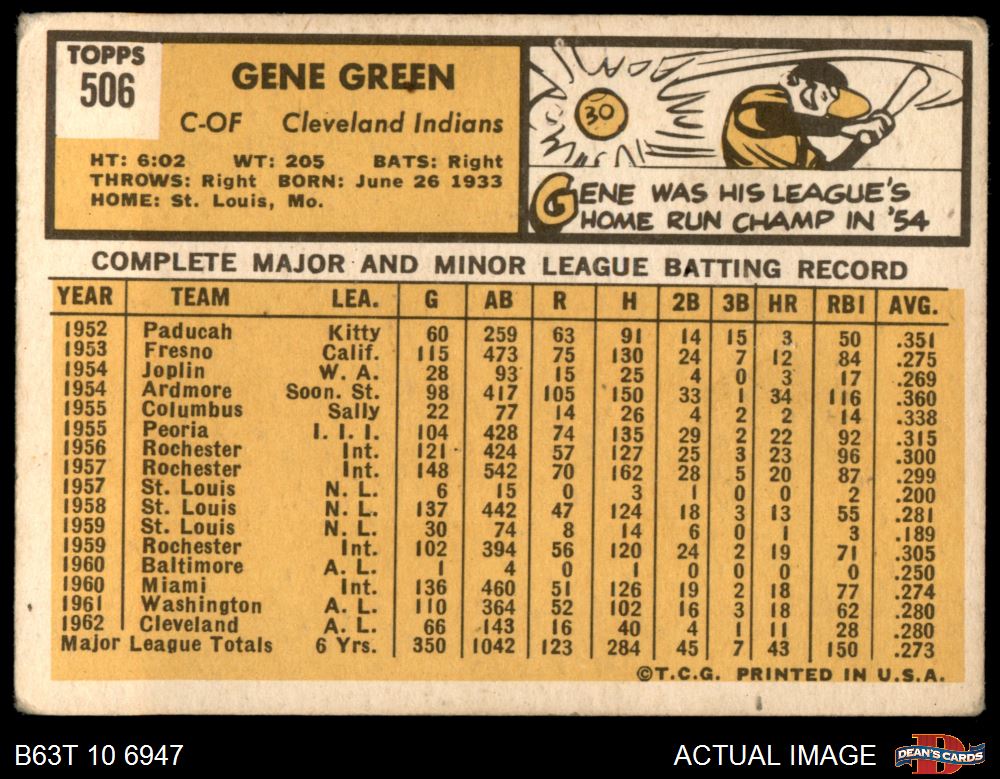 TOPPS
506
GENE GREEN
C-OF Cleveland Indians
HT: 6:02 WT: 205 BATS: Right
THROWS: Right BORN: June 26 1933
HOME: St. Louis, Mo.
30
GENE WAS HIS LEAGUE'S
HOME RUN CHAMP IN '54
COMPLETE MAJOR AND MINOR LEAGUE BATTING RECORD
YEAR TEAM LEA. G AB R H 2B 3B HR RBI AVG.
1952 Paducah Kitty 60 259 63 91 14 15 3 50 .351
1953 Fresno Calif. 115 473 75 130 24 7 12 84 .275
1954 Joplin W. A. 28 93 15 25 4 0 3 17 .269
1954 Ardmore Soon. St. 98 417 105 150 33 1 34 116 .360
1955 Columbus Sally 22 77 14 26 4 2 2 14 .338
1955 Peoria I. I. I. 104 428 74 135 29 2 22 92 .315
1956 Rochester Int. 121 424 57 127 25 3 23 96 .300
1957 Rochester Int. 148 542 70 162 28 5 20 87 .299
1957 St. Louis N. L. 6 15 0 3 1 0 0 2 .200
1958 St. Louis N. L. 137 442 47 124 18 3 13 55 .281
1959 St. Louis N. L. 30 74 8 14 6 0 1 3 .189
1959 Rochester Int. 102 394 56 120 24 2 19 71 .305
1960 Baltimore A. L. 1 4 0 1 0 0 0 0 .250
1960 Miami Int. 136 460 51 126 19 2 18 77 .274
1961 Washington A. L. 110 364 52 102 16 3 18 62 .280
1962 Cleveland A. L. 66 143 16 40 4 1 11 28 .280
Major League Totals 6 Yrs. 350 1042 123 284 45 7 43 150 .273
©T.C.G. PRINTED IN U.S.A.
B63T 10 6947
ACTUAL IMAGE
DEAN'S CARDS